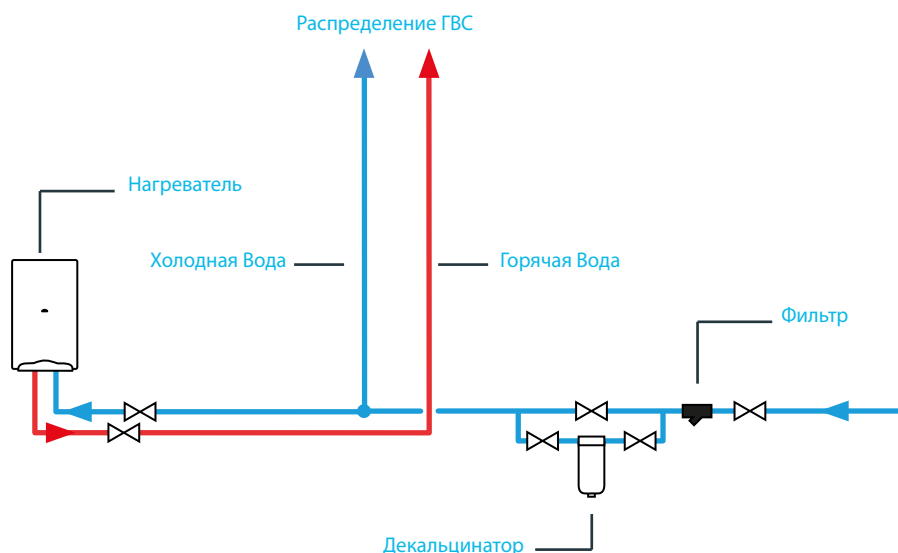 Распределение ГВС
Нагреватель
Холодная Вода
Горячая Вода
Фильтр
Декальцинатор